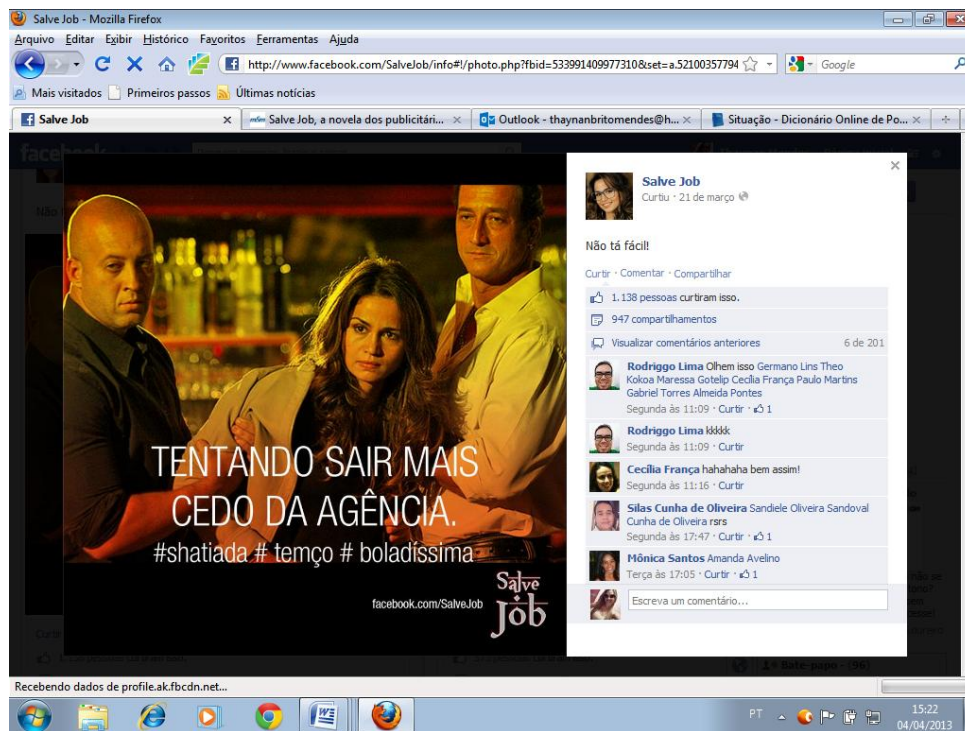 Salve Job - Mozilla Firefox
Arquivo Editar Exibir Histórico Favoritos Ferramentas Ajuda
http://www.facebook.com/SalveJob/info#!/photo.php?fbid=533991409977310&set=a.52100357794
Google
Mais visitados Primeiros passos Últimas notícias
Salve Job
Salve Job, a novela dos publicitári...
Outlook - thaynanbritomendes@h...
Situação - Dicionário Online de Po...
facebook
TENTANDO SAIR MAIS
CEDO DA AGÊNCIA.
#shatiada # temço # boladíssima
facebook.com/SalveJob
Salve
Job
Salve Job
Curtiu · 21 de março
Não tá fácil!
Curtir · Comentar · Compartilhar
1.138 pessoas curtiram isso.
947 compartilhamentos
Visualizar comentários anteriores 6 de 201
Rodriggo Lima Olhem isso Germano Lins Theo
Kokoa Maressa Gotelip Cecília França Paulo Martins
Gabriel Torres Almeida Pontes
Segunda às 11:09 · Curtir · 1
Rodriggo Lima kkkkk
Segunda às 11:09 · Curtir
Cecília França hahahaha bem assim!
Segunda às 11:16 · Curtir
Silas Cunha de Oliveira Sandiele Oliveira Sandoval
Cunha de Oliveira rsrs
Segunda às 17:47 · Curtir · 1
Mônica Santos Amanda Avelino
Terça às 17:05 · Curtir · 1
Escreva um comentário...
Bate-papo - (96)
Recebendo dados de profile.ak.fbcdn.net...
PT
15:22
04/04/2013